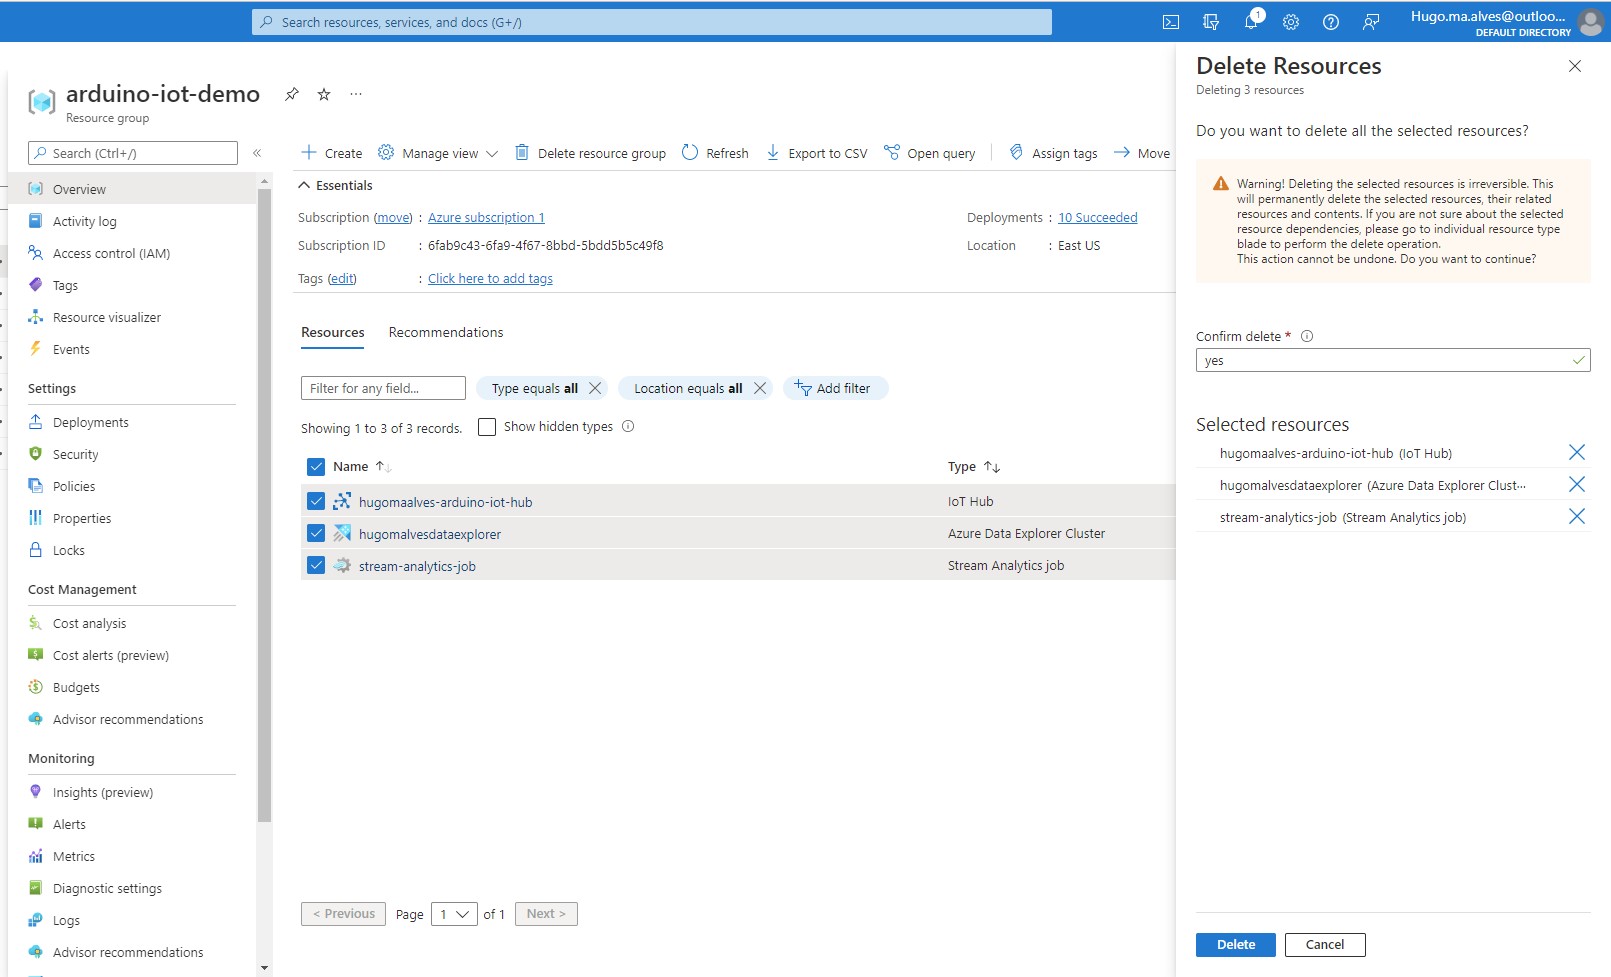 Search resources, services, and docs (G+/)
1
Hugo.ma.alves@outloo...
DEFAULT DIRECTORY
arduino-iot-demo
...
Resource group
Search (Ctrl+/)
«
Overview
Activity log
Access control (IAM)
Tags
Resource visualizer
Events
Settings
Deployments
Security
Policies
Properties
Locks
Cost Management
Cost analysis
Cost alerts (preview)
Budgets
Advisor recommendations
Monitoring
Insights (preview)
Alerts
Metrics
Diagnostic settings
Logs
Advisor recommendations
Create
Manage view
Delete resource group
Refresh
Export to CSV
Open query
Assign tags
Move
Essentials
Subscription (move) : Azure subscription 1
Subscription ID : 6fab9c43-6fa9-4f67-8bbd-5bdd5b5c49f8
Tags (edit) : Click here to add tags
Deployments : 10 Succeeded
Location : East US
Resources Recommendations
Filter for any field...
Type equals all
Location equals all
Add filter
Showing 1 to 3 of 3 records.
Show hidden types
Name Type
hugomaalves-arduino-iot-hub IoT Hub
hugomalvesdataexplorer Azure Data Explorer Cluster
stream-analytics-job Stream Analytics job
< Previous Page 1 of 1 Next >
Delete Resources
Deleting 3 resources
Do you want to delete all the selected resources?
Warning! Deleting the selected resources is irreversible. This
will permanently delete the selected resources, their related
resources and contents. If you are not sure about the selected
resource dependencies, please go to individual resource type
blade to perform the delete operation.
This action cannot be undone. Do you want to continue?
Confirm delete *
yes
Selected resources
hugomaalves-arduino-iot-hub (IoT Hub)
hugomalvesdataexplorer (Azure Data Explorer Clust...
stream-analytics-job (Stream Analytics job)
Delete
Cancel